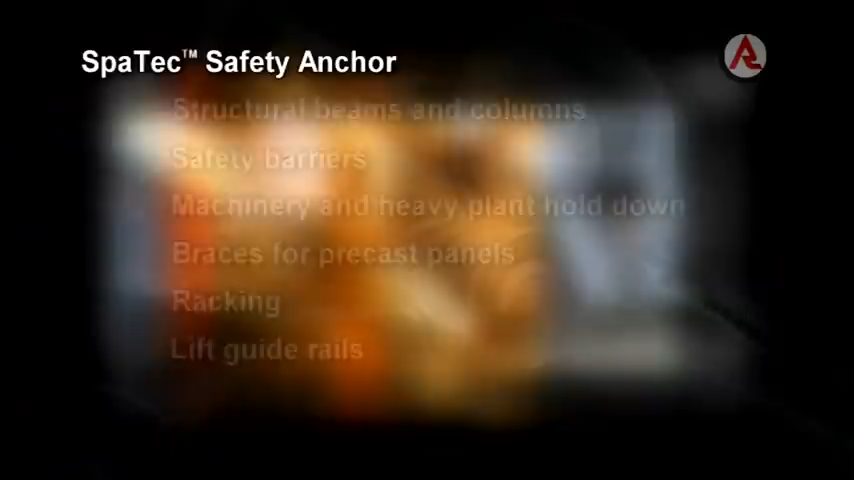 SpaTec™ Safety Anchor
Structural beams and columns
Safety barriers
Machinery and heavy plant hold down
Braces for precast panels
Racking
Lift guide rails